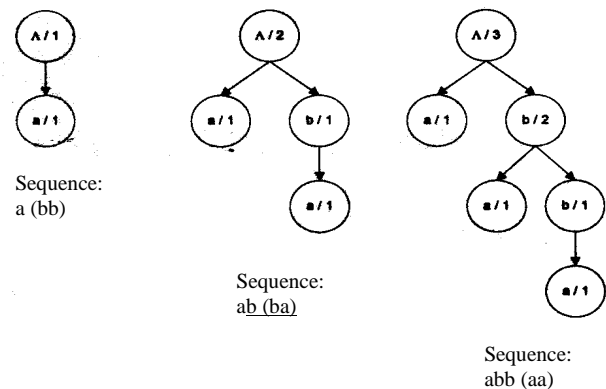 Λ / 1
Λ / 2
Λ / 3
a / 1
a / 1
b / 1
a / 1
b / 2
Sequence:
a (bb)
a / 1
a / 1
b / 1
Sequence:
ab (ba)
a / 1
Sequence:
abb (aa)